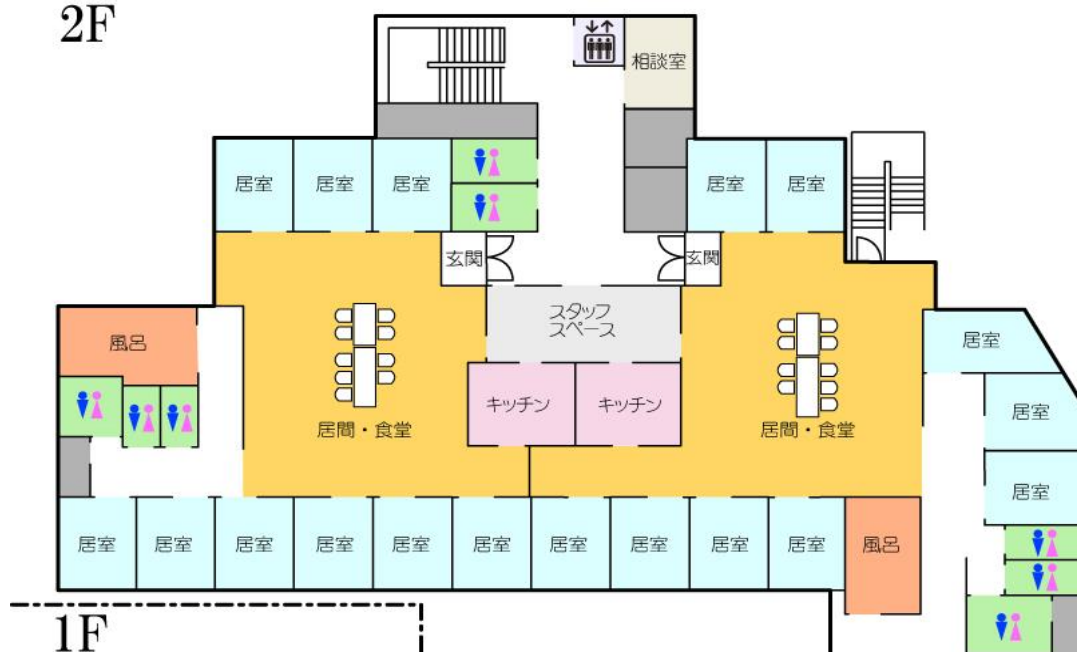 2F
相談室
居室 居室 居室 居室 居室
玄関 玄関
スタッフ
スペース
風呂 居室
キッチン キッチン 居室
居間・食堂 居間・食堂
居室
居室 居室 居室 居室 居室 居室 居室 居室 居室 居室 風呂
1F